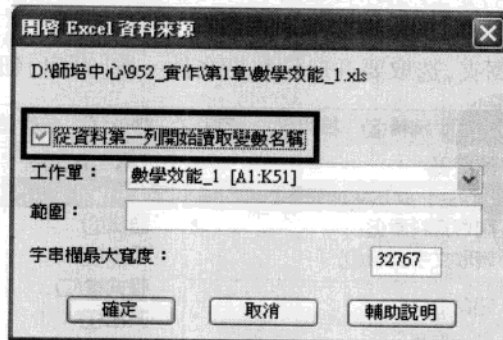 開啓 Excel 資料來源
D:\師培中心\952_實作\第1章\數學效能_1.xls
從資料第一列開始讀取變數名稱
工作單： 數學效能_1 [A1:K51]
範圍：
字串欄最大寬度： 32767
確定 取消 輔助說明